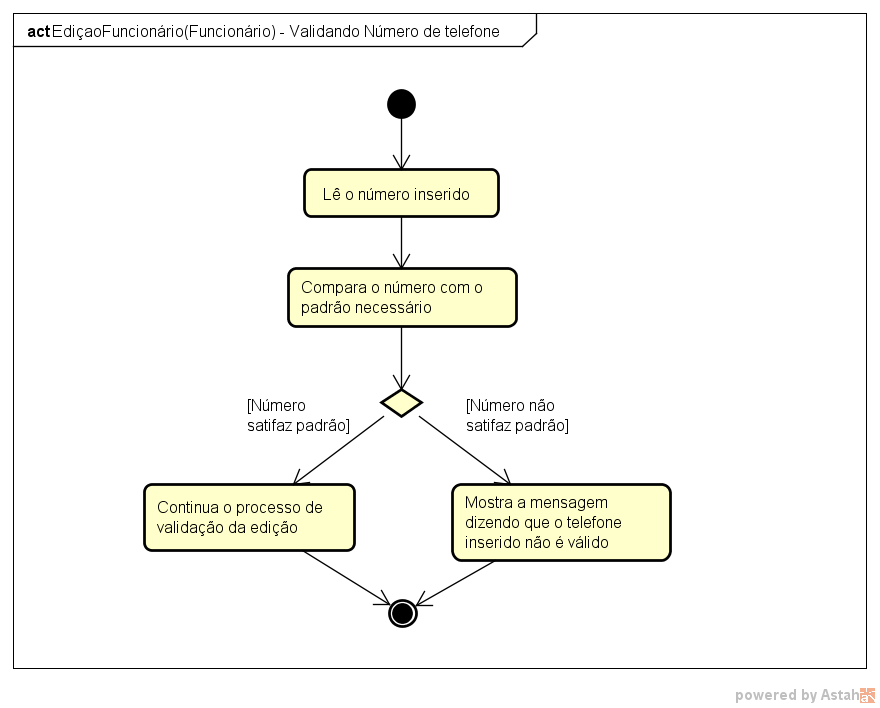 act EdiçaoFuncionário(Funcionário) - Validando Número de telefone
Lê o número inserido
Compara o número com o
padrão necessário
[Número
satifaz padrão]
[Número não
satifaz padrão]
Continua o processo de
validação da edição
Mostra a mensagem
dizendo que o telefone
inserido não é válido
powered by Astah